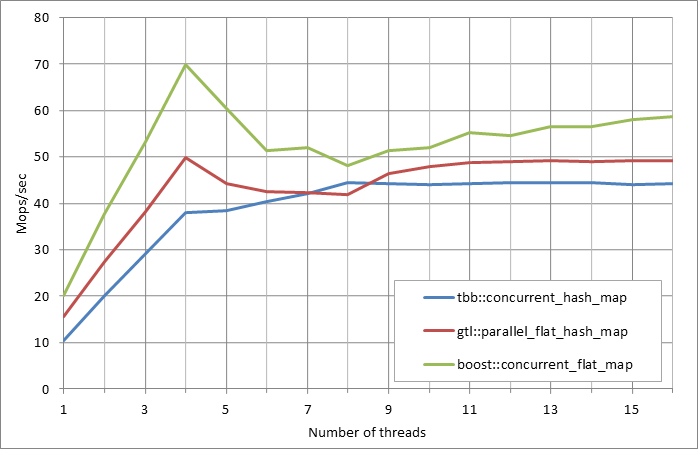 80
70
60
50
40
30
20
10
0
Mops/sec
1 3 5 7 9 11 13 15
Number of threads
tbb::concurrent_hash_map
gtl::parallel_flat_hash_map
boost::concurrent_flat_map